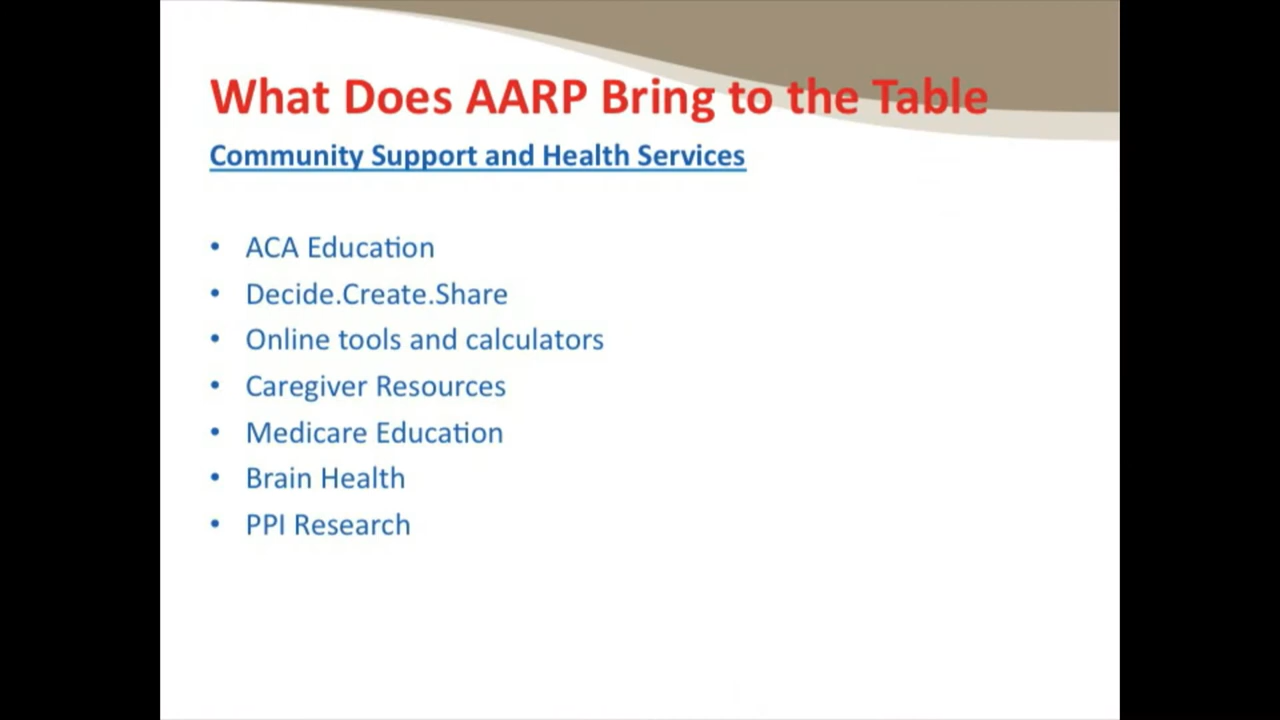 What Does AARP Bring to the Table
Community Support and Health Services
• ACA Education
• Decide.Create.Share
• Online tools and calculators
• Caregiver Resources
• Medicare Education
• Brain Health
• PPI Research